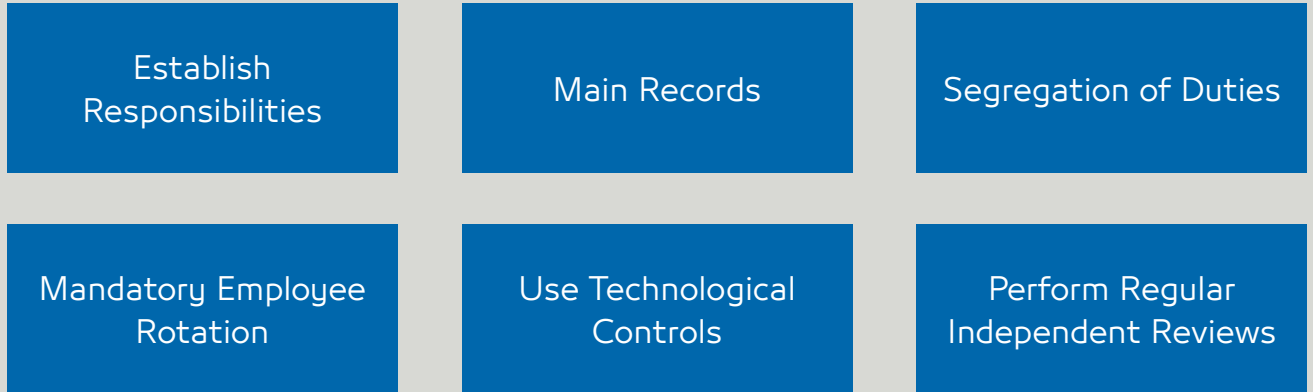 Establish
Responsibilities
Main Records
Segregation of Duties
Mandatory Employee
Rotation
Use Technological
Controls
Perform Regular
Independent Reviews